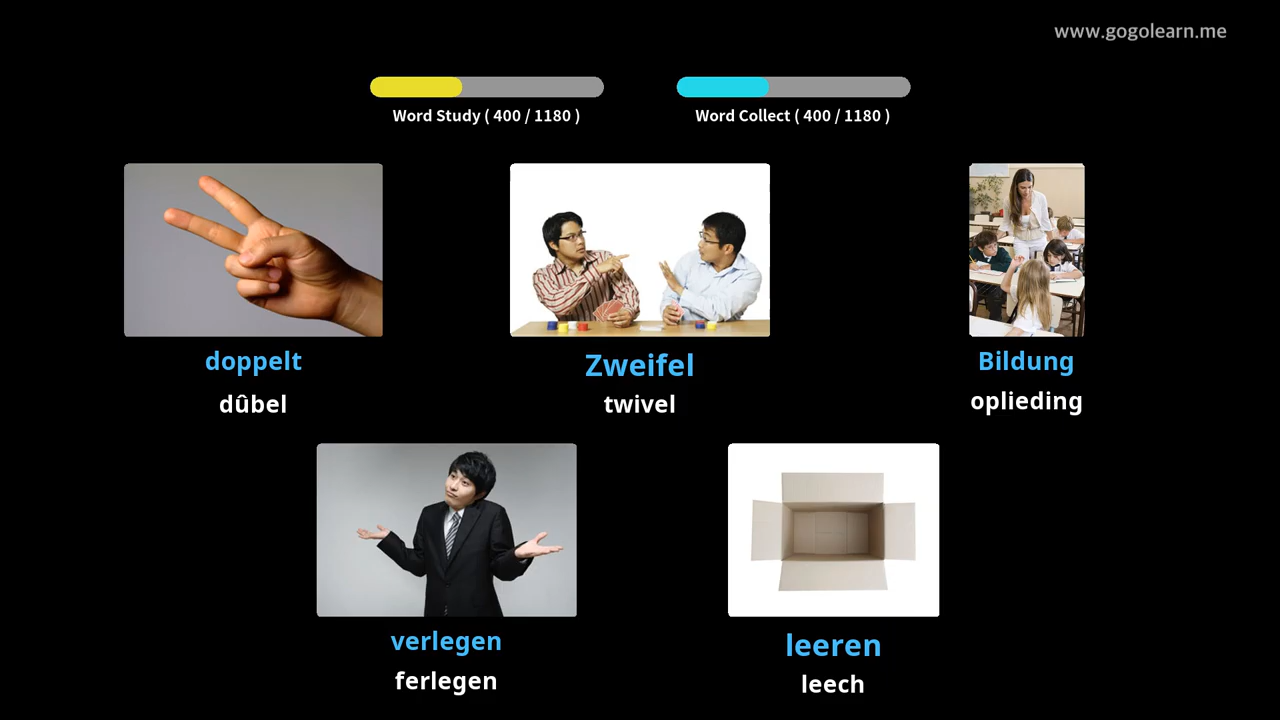 www.gogolearn.me
Word Study ( 400 / 1180 )
Word Collect ( 400 / 1180 )
doppelt
dûbel
Zweifel
twivel
Bildung
oplieding
verlegen
ferlegen
leeren
leech